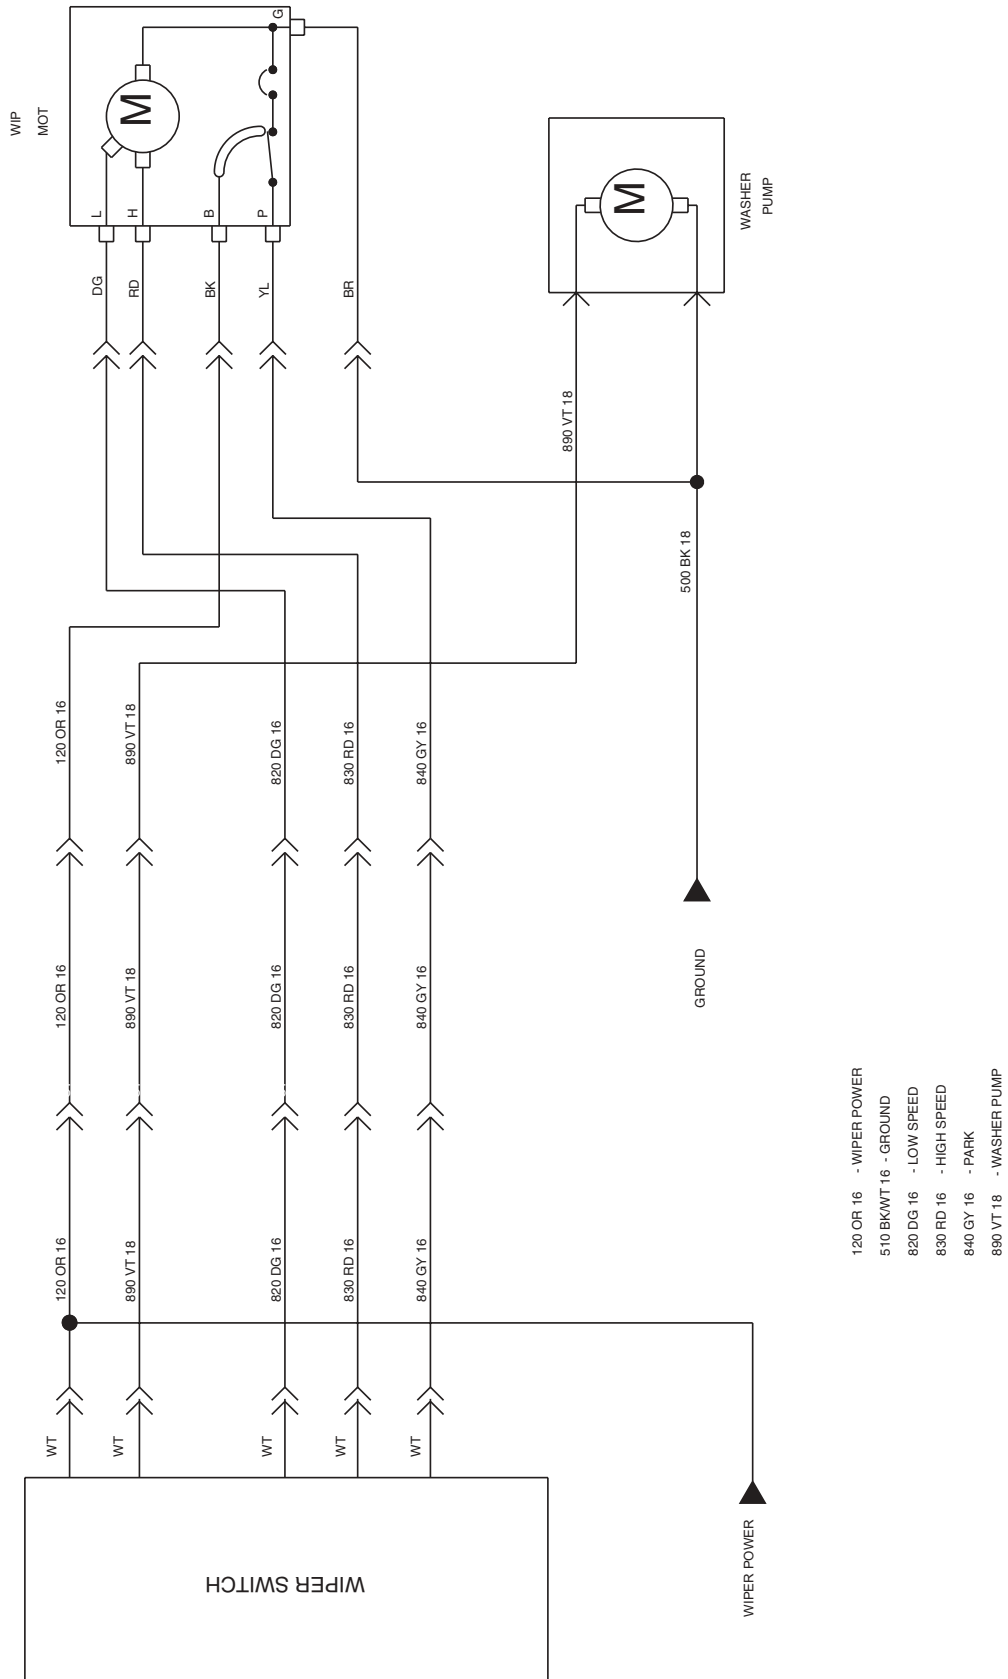 WIP
MOT
M
G
L
H
B
P
DG
RD
BK
YL
BR
M
WASHER
PUMP
890 VT 18
500 BK 18
120 OR 16
890 VT 18
820 DG 16
830 RD 16
840 GY 16
120 OR 16
890 VT 18
820 DG 16
830 RD 16
840 GY 16
GROUND
120 OR 16
890 VT 18
820 DG 16
830 RD 16
840 GY 16
WT
WT
WT
WT
WT
WIPER SWITCH
WIPER POWER
120 OR 16 - WIPER POWER
510 BK/WT 16 - GROUND
820 DG 16 - LOW SPEED
830 RD 16 - HIGH SPEED
840 GY 16 - PARK
890 VT 18 - WASHER PUMP